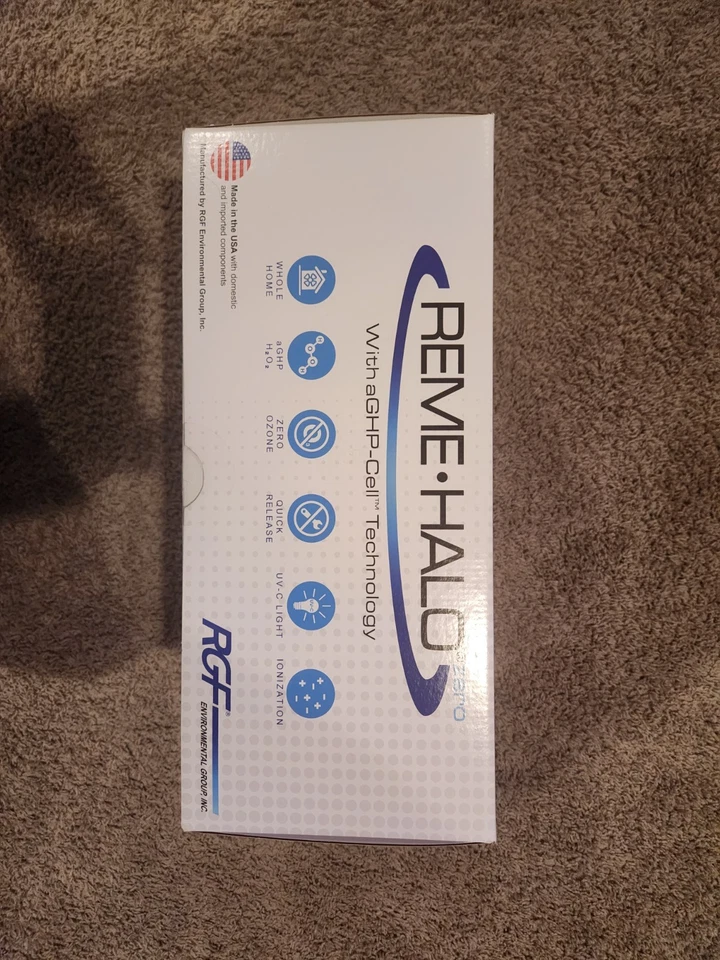 REME•HALO® zero
With aGHP-Cell™ Technology
WHOLE
HOME
aGHP
H₂O₂
ZERO
OZONE
QUICK
RELEASE
UV-C LIGHT
IONIZATION
Made in the USA with domestic
and imported components
Manufactured by RGF Environmental Group, Inc.
RGF®
ENVIRONMENTAL GROUP, INC.